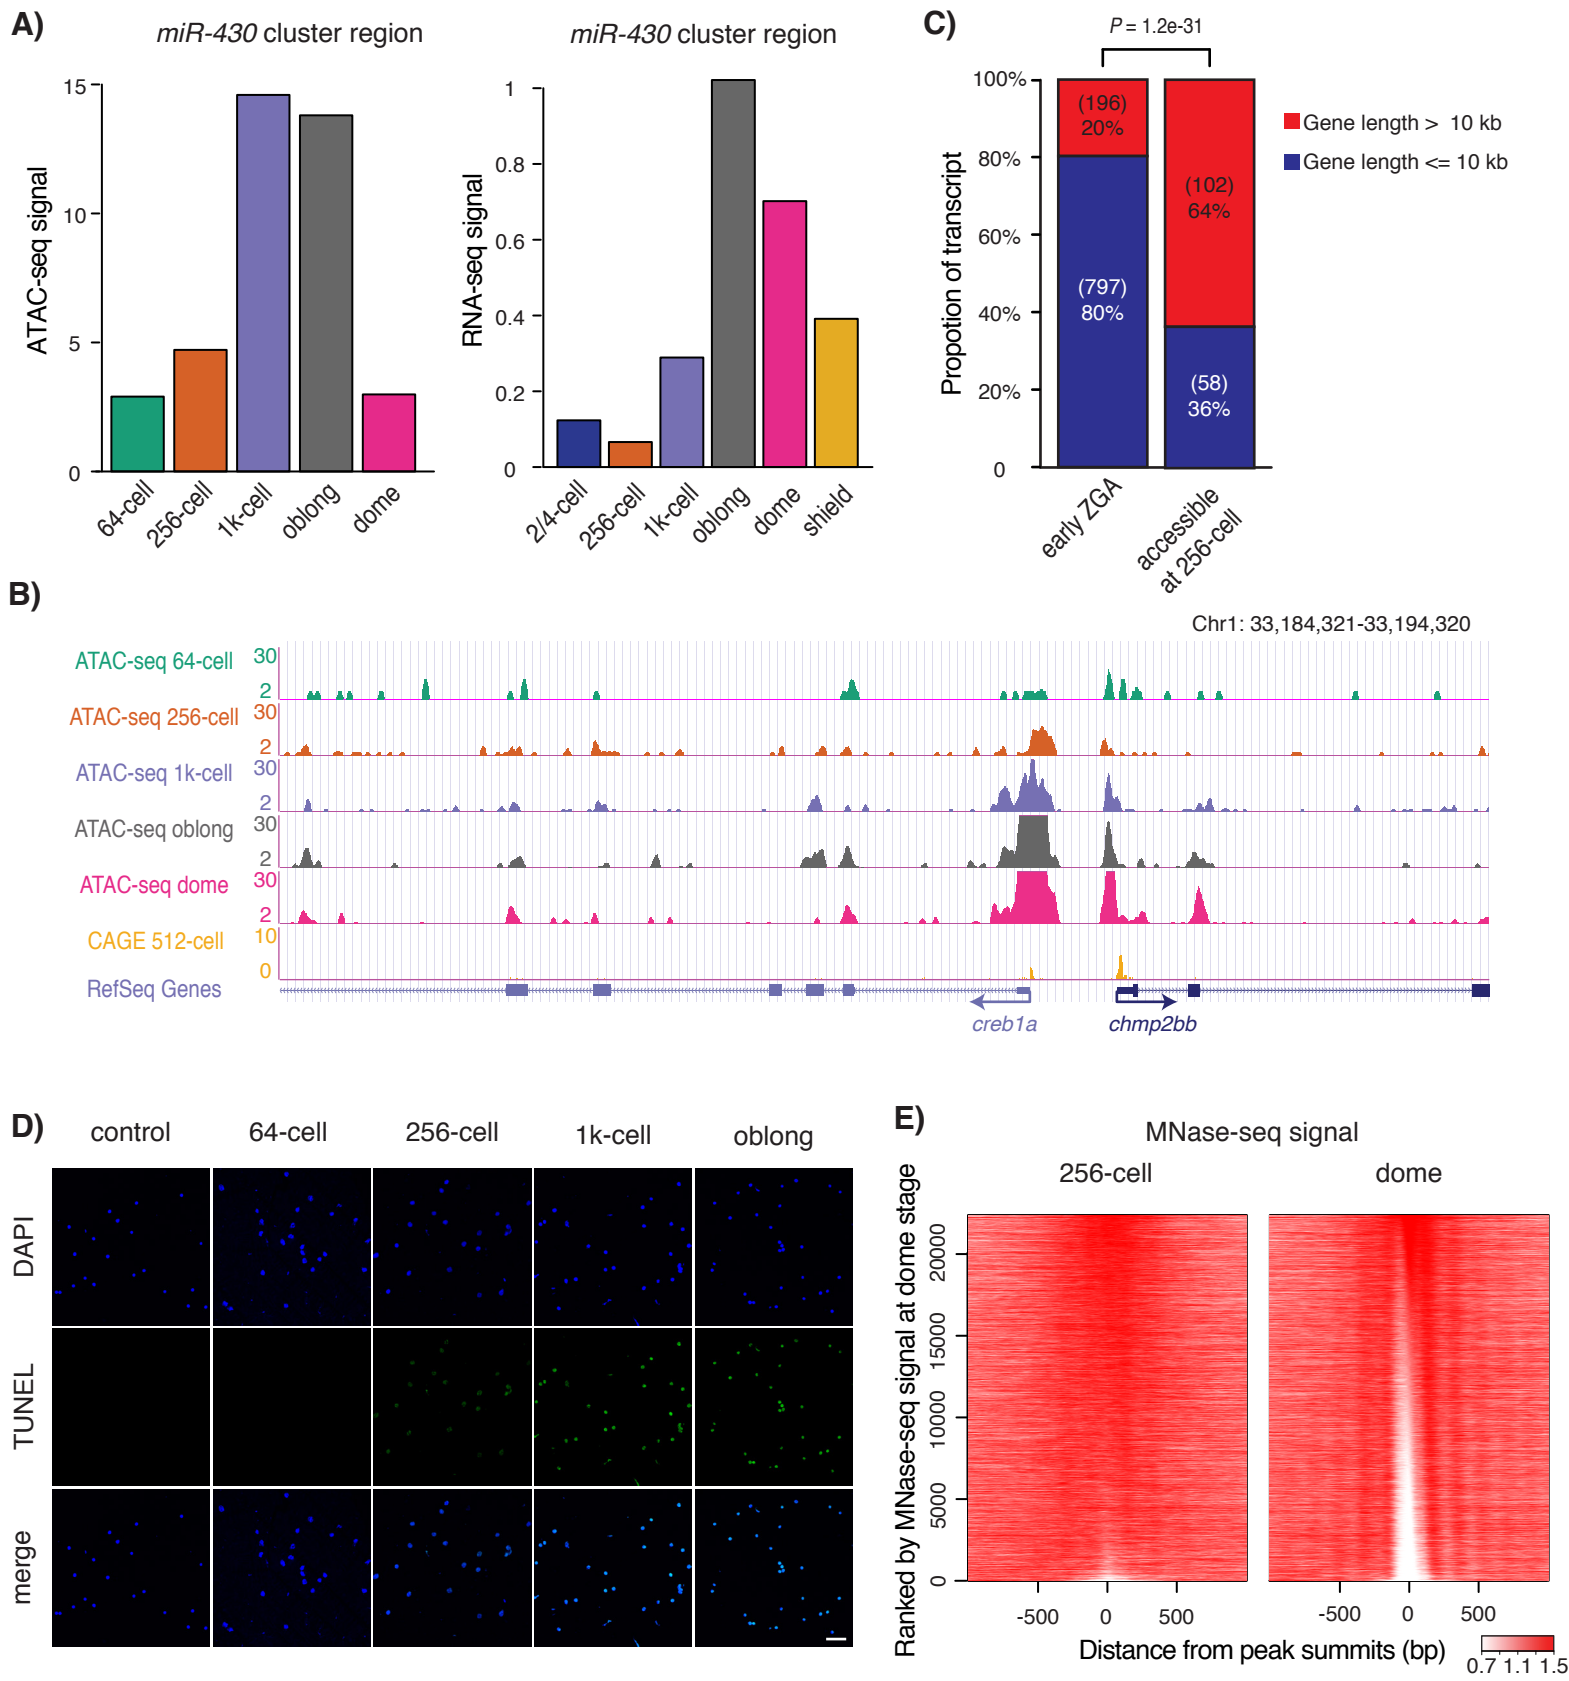 A)
miR-430 cluster region
ATAC-seq signal
15
10
5
0
64-cell
256-cell
1k-cell
oblong
dome
miR-430 cluster region
RNA-seq signal
1
0.8
0.6
0.4
0.2
0
2/4-cell
256-cell
1k-cell
oblong
dome
shield
C)
P = 1.2e-31
Propotion of transcript
100%
80%
60%
40%
20%
0
(196)
20%
(797)
80%
(102)
64%
(58)
36%
early ZGA
accessible
at 256-cell
Gene length > 10 kb
Gene length <= 10 kb
B)
Chr1: 33,184,321-33,194,320
ATAC-seq 64-cell
30
2
ATAC-seq 256-cell
30
2
ATAC-seq 1k-cell
30
2
ATAC-seq oblong
30
2
ATAC-seq dome
30
2
CAGE 512-cell
10
0
RefSeq Genes
creb1a
chmp2bb
D)
control
64-cell
256-cell
1k-cell
oblong
DAPI
TUNEL
merge
E)
MNase-seq signal
256-cell
dome
Ranked by MNase-seq signal at dome stage
20000
15000
10000
5000
0
-500
0
500
-500
0
500
Distance from peak summits (bp)
0.7 1.1 1.5